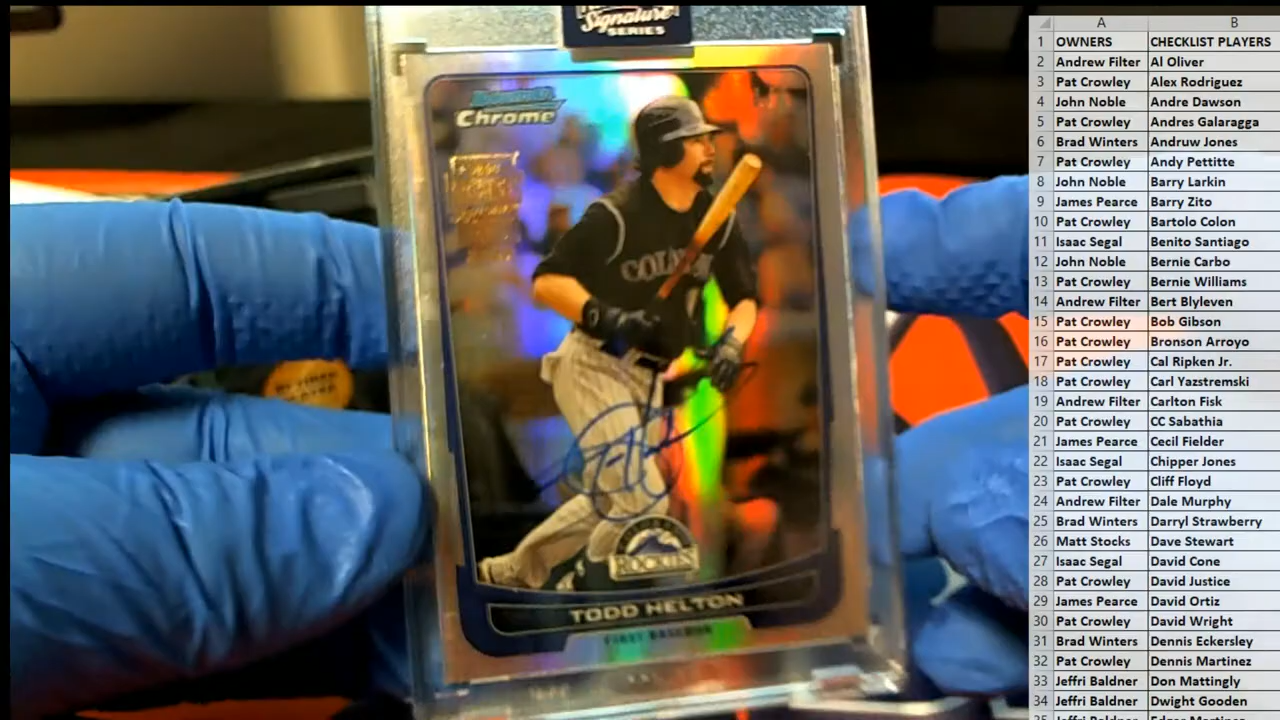 Signature
SERIES
Bowman
Chrome
COLO
ROCKIES
TODD HELTON
FIRST BASEMAN
A B
1 OWNERS CHECKLIST PLAYERS
2 Andrew Filter Al Oliver
3 Pat Crowley Alex Rodriguez
4 John Noble Andre Dawson
5 Pat Crowley Andres Galaragga
6 Brad Winters Andruw Jones
7 Pat Crowley Andy Pettitte
8 John Noble Barry Larkin
9 James Pearce Barry Zito
10 Pat Crowley Bartolo Colon
11 Isaac Segal Benito Santiago
12 John Noble Bernie Carbo
13 Pat Crowley Bernie Williams
14 Andrew Filter Bert Blyleven
15 Pat Crowley Bob Gibson
16 Pat Crowley Bronson Arroyo
17 Pat Crowley Cal Ripken Jr.
18 Pat Crowley Carl Yazstremski
19 Andrew Filter Carlton Fisk
20 Pat Crowley CC Sabathia
21 James Pearce Cecil Fielder
22 Isaac Segal Chipper Jones
23 Pat Crowley Cliff Floyd
24 Andrew Filter Dale Murphy
25 Brad Winters Darryl Strawberry
26 Matt Stocks Dave Stewart
27 Isaac Segal David Cone
28 Pat Crowley David Justice
29 James Pearce David Ortiz
30 Pat Crowley David Wright
31 Brad Winters Dennis Eckersley
32 Pat Crowley Dennis Martinez
33 Jeffri Baldner Don Mattingly
34 Jeffri Baldner Dwight Gooden
35 Jeffri Baldner Edgar Martinez